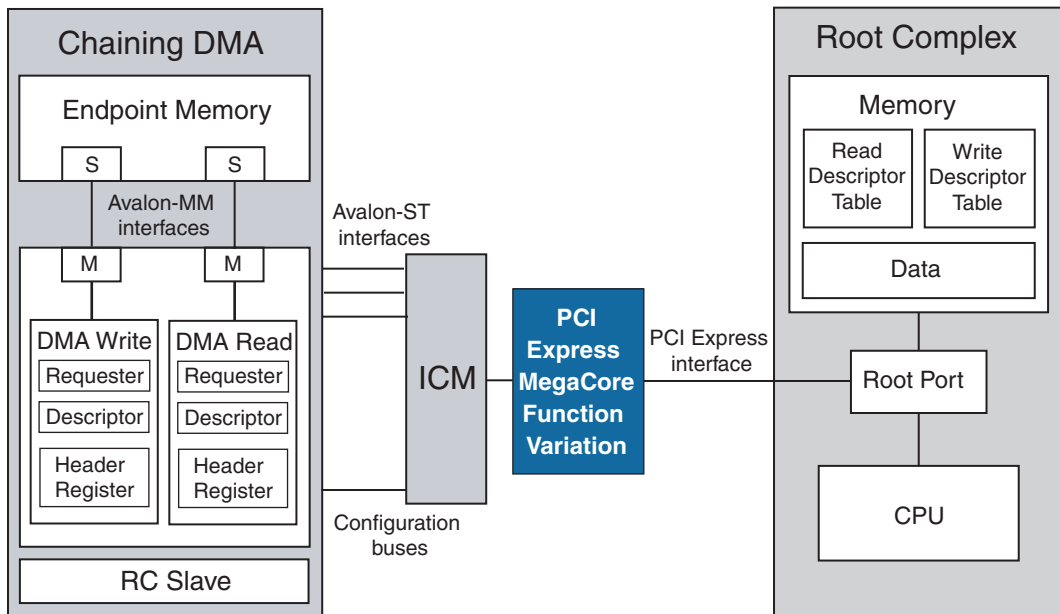 Chaining DMA
Endpoint Memory
S
S
Avalon-MM
interfaces
M
M
DMA Write
Requester
Descriptor
Header
Register
DMA Read
Requester
Descriptor
Header
Register
RC Slave
Avalon-ST
interfaces
Configuration
buses
ICM
PCI
Express
MegaCore
Function
Variation
PCI Express
interface
Root Complex
Memory
Read
Descriptor
Table
Write
Descriptor
Table
Data
Root Port
CPU